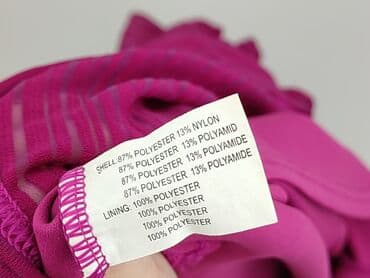 SHELL:87% POLYESTER 13% NYLON
87% POLYESTER 13% POLYAMID
87% POLYESTER 13% POLYAMIDE
87% POLYESTER 13% POLYAMIDE
LINING: 100% POLYESTER
100% POLYESTER
100% POLYESTER
100% POLYESTER